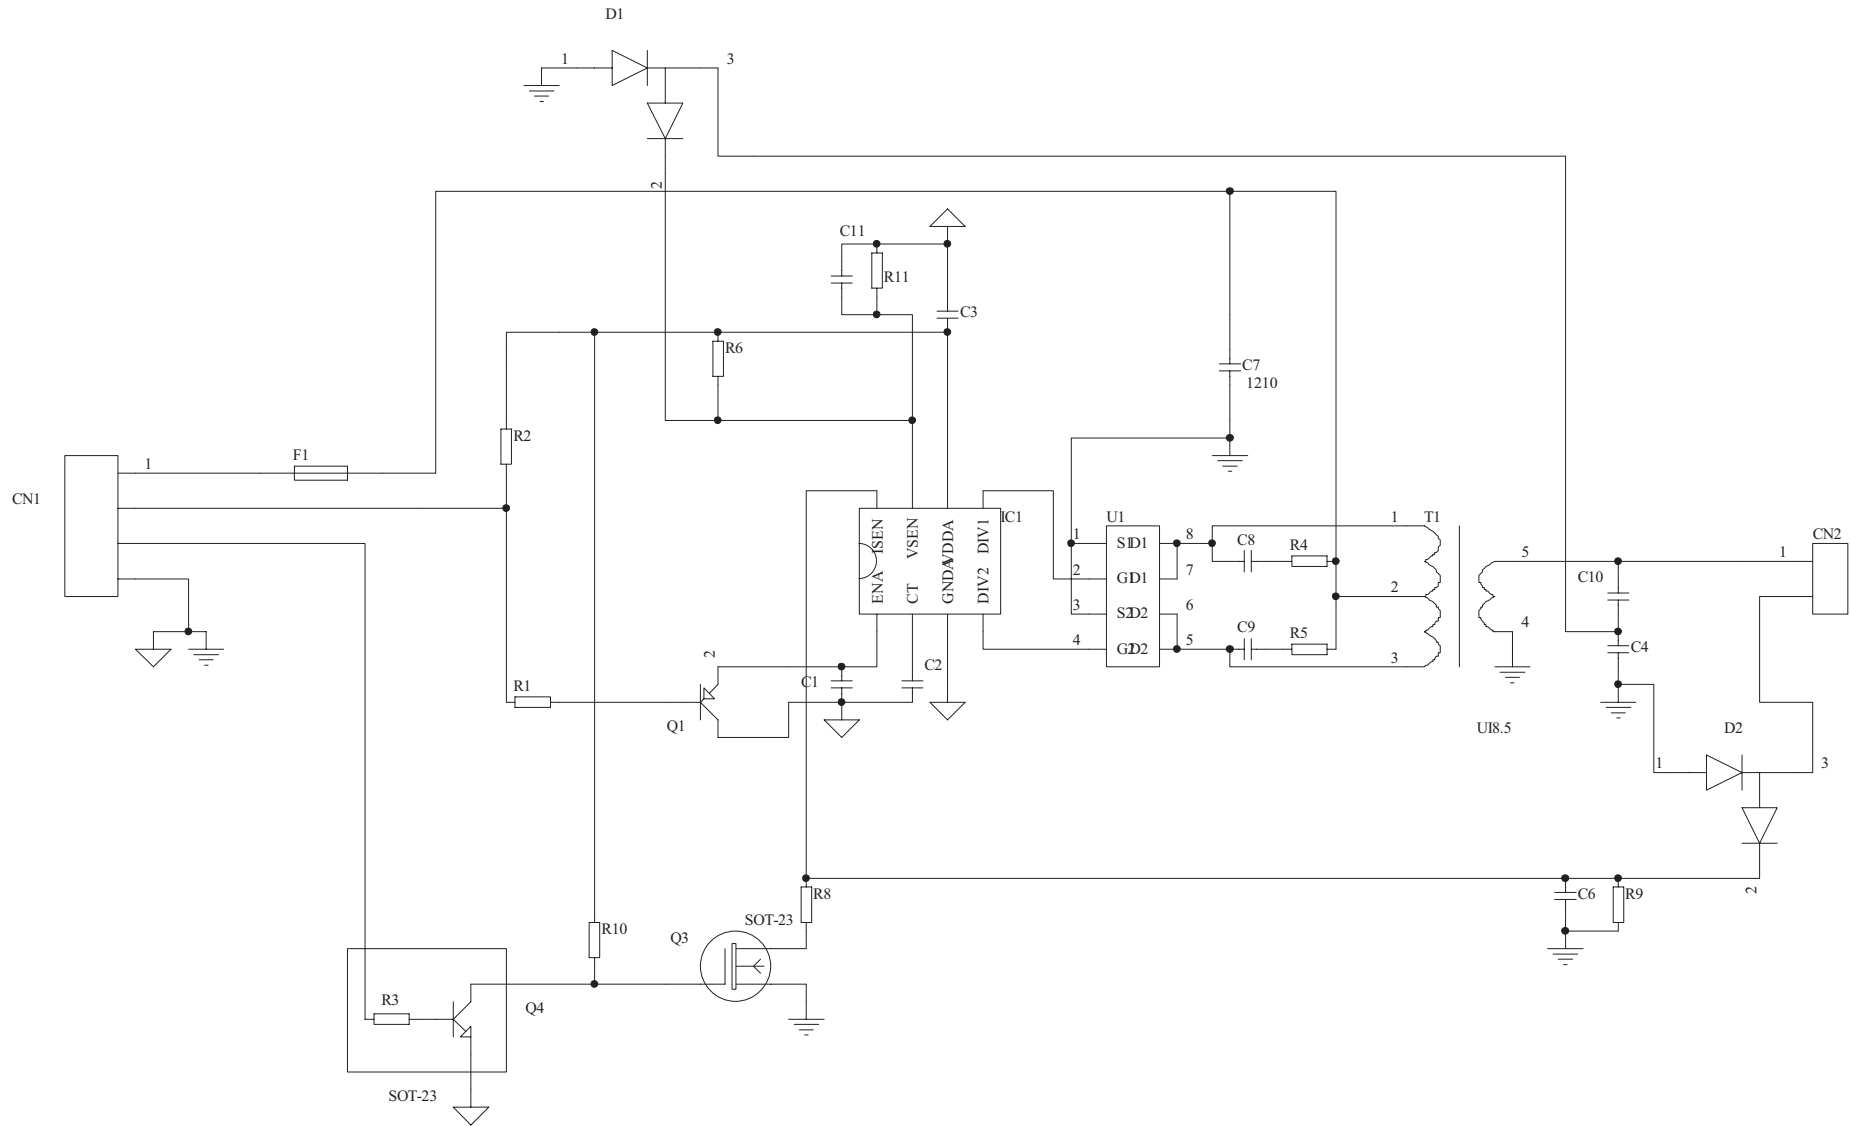 D1
1
3
2
C11
R11
C3
R6
C7
1210
R2
1
F1
CN1
IC1
ISEN
VSEN
VDDA
DIV1
ENA
CT
GNDA
DIV2
U1
1
S1
D1
8
2
G1
D1
7
3
S2
D2
6
4
G2
D2
5
C8
R4
C9
R5
1
T1
2
3
5
4
1
CN2
C10
C4
UI8.5
C1
C2
2
R1
Q1
D2
1
3
2
R8
C6
R9
SOT-23
Q3
R10
R3
Q4
SOT-23